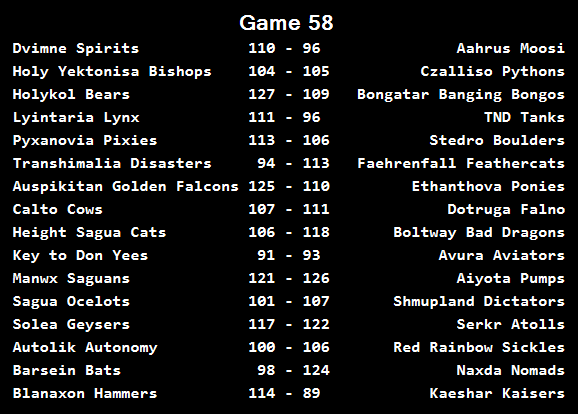 Game 58
Dvimne Spirits 110 - 96 Aahrus Moosi
Holy Yektonisa Bishops 104 - 105 Czalliso Pythons
Holykol Bears 127 - 109 Bongatar Banging Bongos
Lyintaria Lynx 111 - 96 TND Tanks
Pyxanovia Pixies 113 - 106 Stedro Boulders
Transhimalia Disasters 94 - 113 Faehrenfall Feathercats
Auspikitan Golden Falcons 125 - 110 Ethanthova Ponies
Calto Cows 107 - 111 Dotruga Falno
Height Sagua Cats 106 - 118 Boltway Bad Dragons
Key to Don Yees 91 - 93 Avura Aviators
Manwx Saguans 121 - 126 Aiyota Pumps
Sagua Ocelots 101 - 107 Shmupland Dictators
Solea Geysers 117 - 122 Serkr Atolls
Autolik Autonomy 100 - 106 Red Rainbow Sickles
Barsein Bats 98 - 124 Naxda Nomads
Blanaxon Hammers 114 - 89 Kaeshar Kaisers